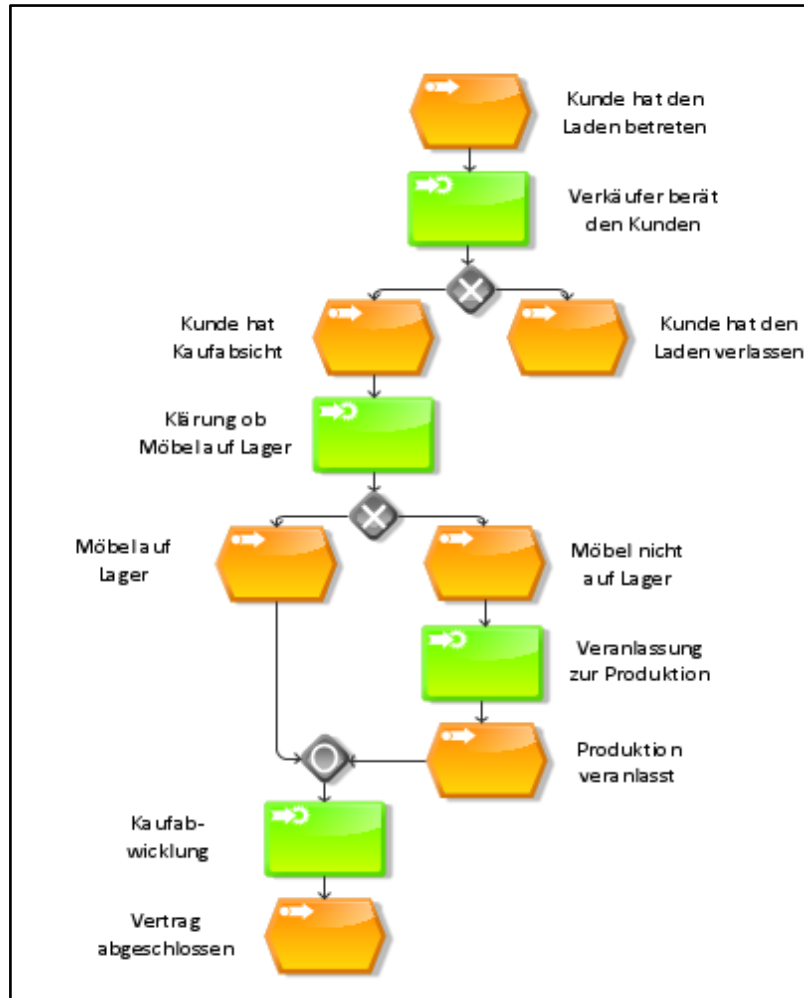 Kunde hat den
Laden betreten
Verkäufer berät
den Kunden
Kunde hat
Kaufabsicht
Kunde hat den
Laden verlassen
Klärung ob
Möbel auf Lager
Möbel auf
Lager
Möbel nicht
auf Lager
Veranlassung
zur Produktion
Produktion
veranlasst
Kaufab-
wicklung
Vertrag
abgeschlossen